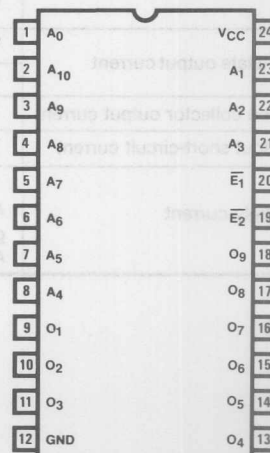 1 A0 VCC 24
2 A10 A1 23
3 A9 A2 22
4 A8 A3 21
5 A7 E̅1̅ 20
6 A6 E̅2̅ 19
7 A5 O9 18
8 A4 O8 17
9 O1 O7 16
10 O2 O6 15
11 O3 O5 14
12 GND O4 13